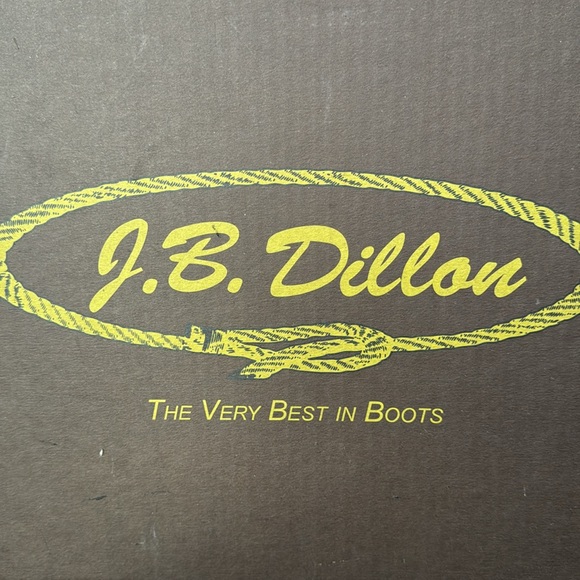 J.B. Dillon
The Very Best in Boots